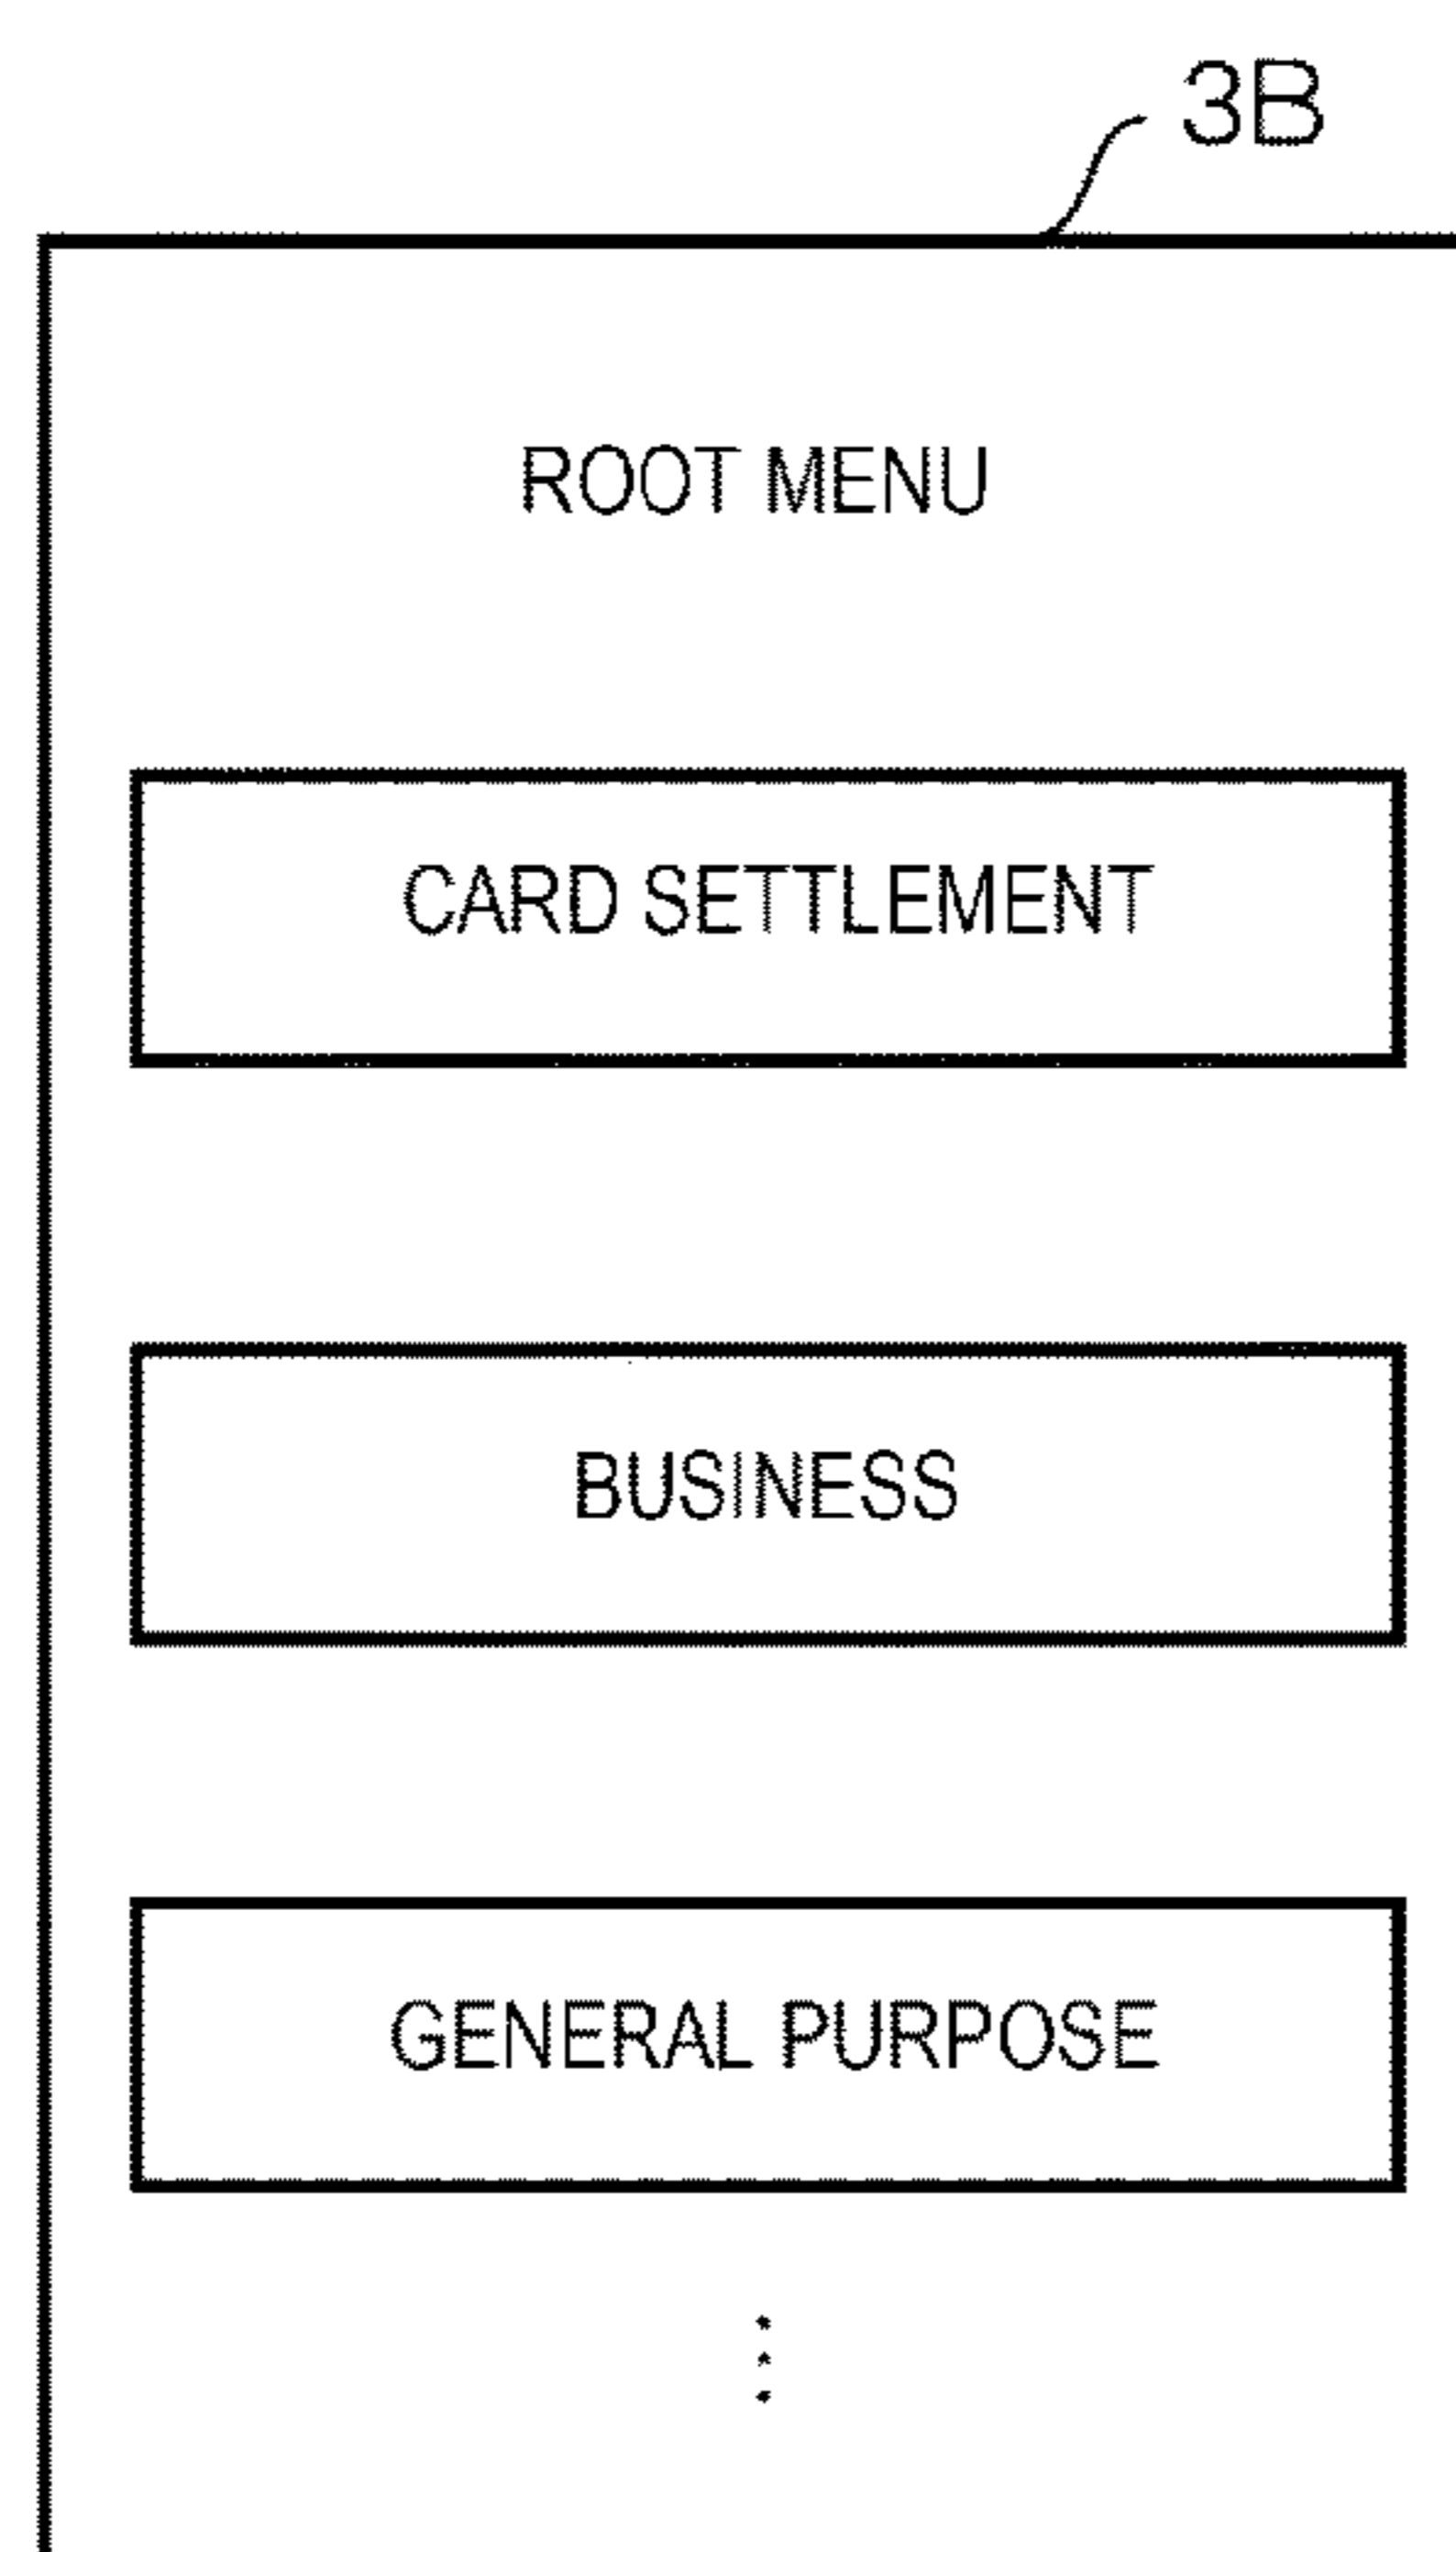 3B
ROOT MENU
CARD SETTLEMENT
BUSINESS
GENERAL PURPOSE